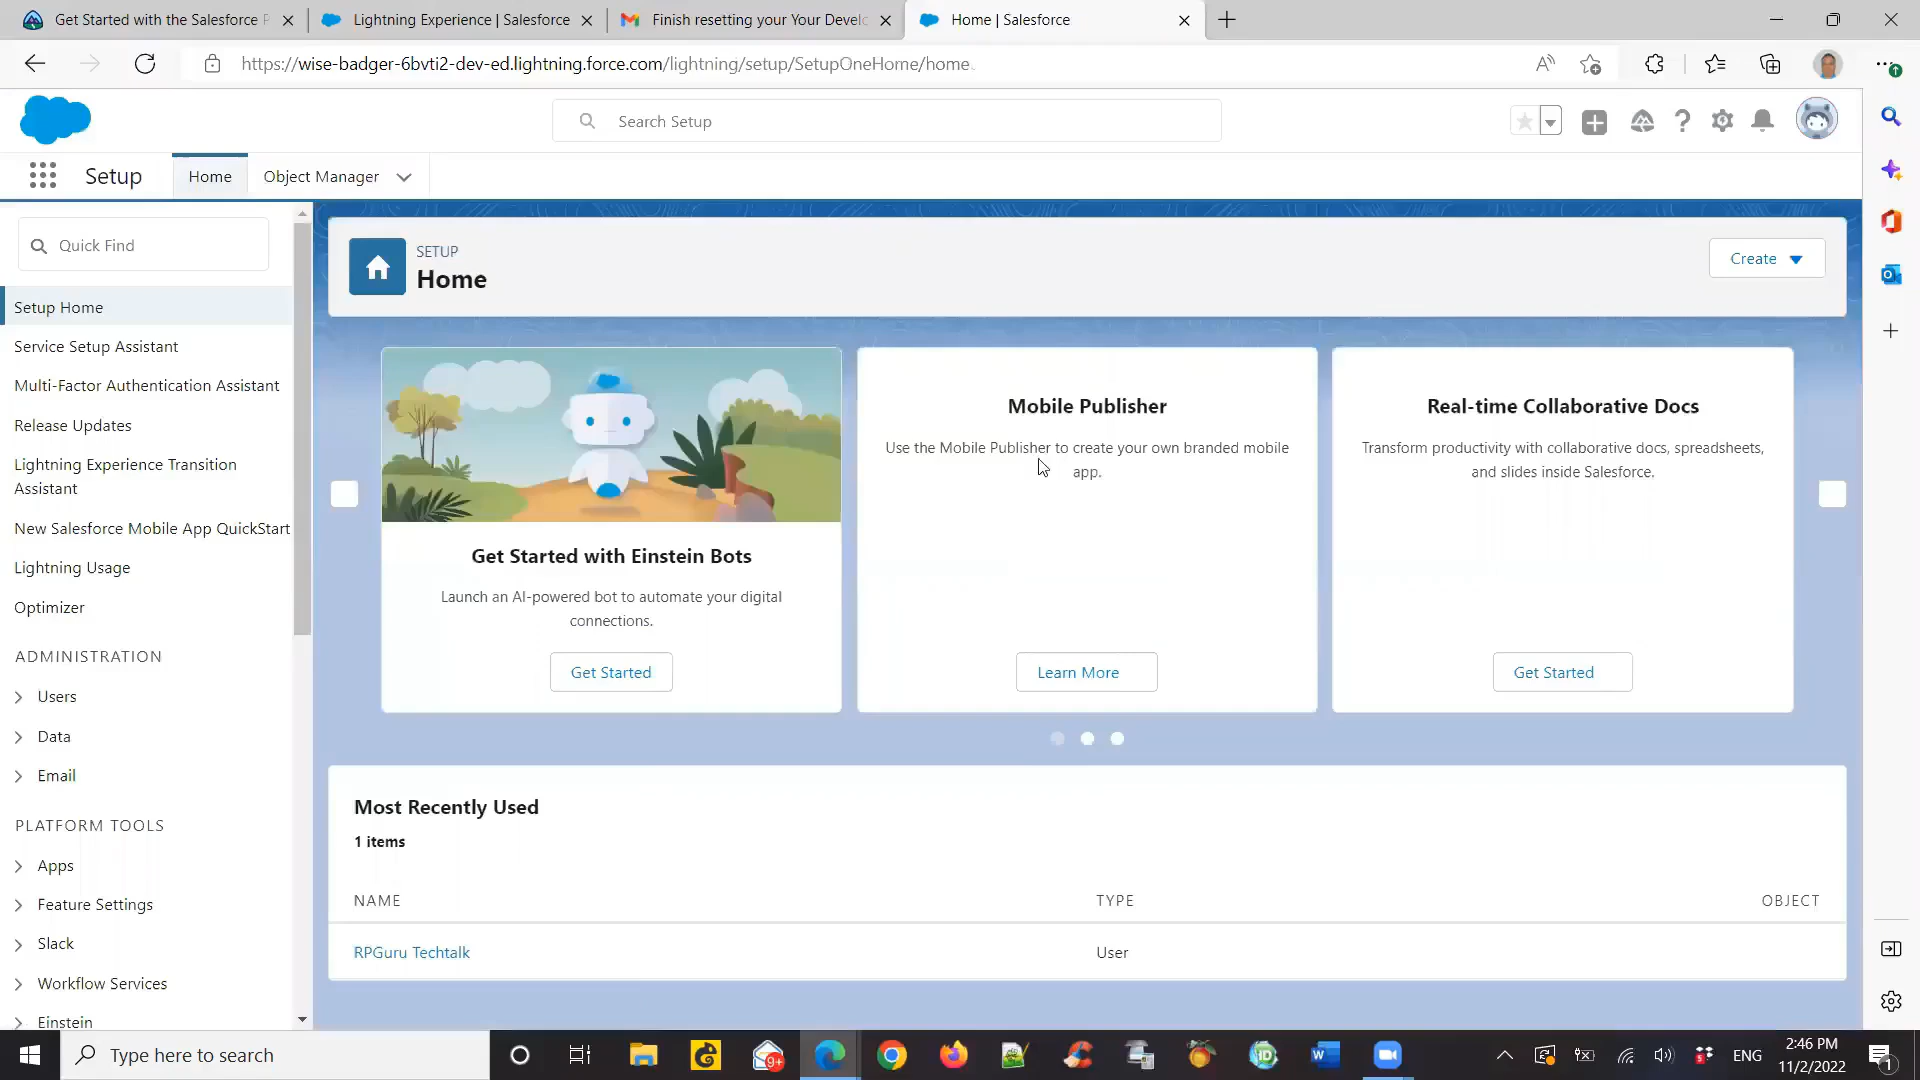 Get Started with the Salesforce P
Lightning Experience | Salesforce
Finish resetting your Your Develo
Home | Salesforce
https://wise-badger-6bvti2-dev-ed.lightning.force.com/lightning/setup/SetupOneHome/home
Search Setup
Setup
Home
Object Manager
Quick Find
Setup Home
Service Setup Assistant
Multi-Factor Authentication Assistant
Release Updates
Lightning Experience Transition
Assistant
New Salesforce Mobile App QuickStart
Lightning Usage
Optimizer
ADMINISTRATION
Users
Data
Email
PLATFORM TOOLS
Apps
Feature Settings
Slack
Workflow Services
Einstein
SETUP
Home
Create
Get Started with Einstein Bots
Launch an AI-powered bot to automate your digital
connections.
Get Started
Mobile Publisher
Use the Mobile Publisher to create your own branded mobile
app.
Learn More
Real-time Collaborative Docs
Transform productivity with collaborative docs, spreadsheets,
and slides inside Salesforce.
Get Started
Most Recently Used
1 items
NAME
TYPE
OBJECT
RPGuru Techtalk
User
Type here to search
9+
ENG
2:46 PM
11/2/2022
1